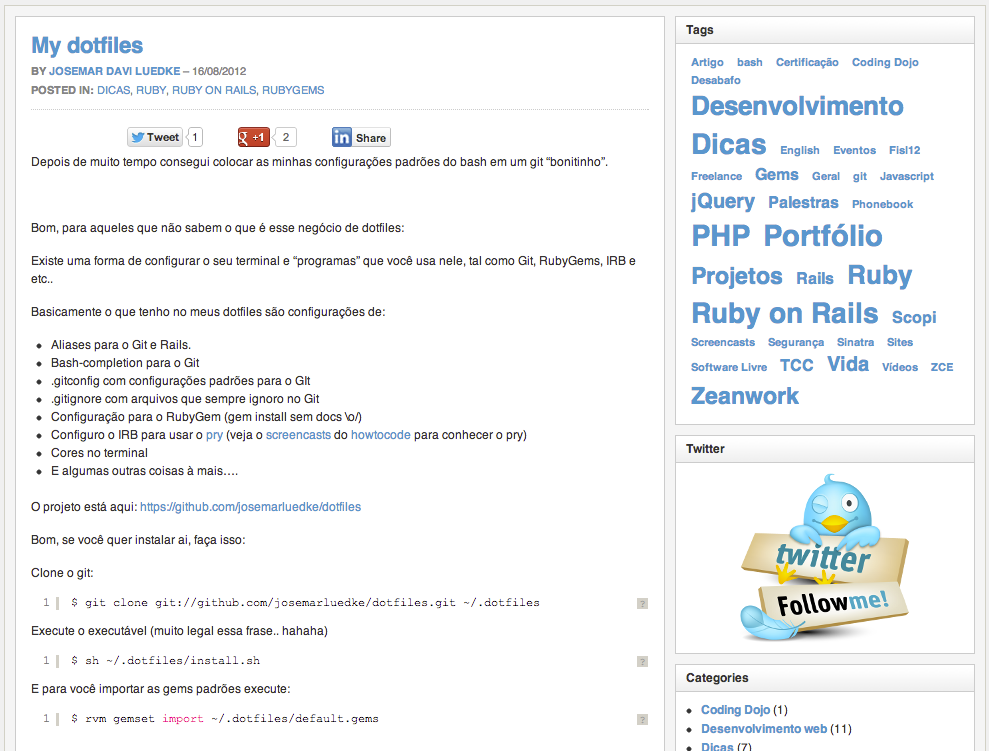 My dotfiles
BY JOSEMAR DAVI LUEDKE – 16/08/2012
POSTED IN: DICAS, RUBY, RUBY ON RAILS, RUBYGEMS
Tweet 1 g +1 2 in Share
Depois de muito tempo consegui colocar as minhas configurações padrões do bash em um git “bonitinho”.
Bom, para aqueles que não sabem o que é esse negócio de dotfiles:
Existe uma forma de configurar o seu terminal e “programas” que você usa nele, tal como Git, RubyGems, IRB e
etc..
Basicamente o que tenho no meus dotfiles são configurações de:
Aliases para o Git e Rails.
Bash-completion para o Git
.gitconfig com configurações padrões para o GIt
.gitignore com arquivos que sempre ignoro no Git
Configuração para o RubyGem (gem install sem docs \o/)
Configuro o IRB para usar o pry (veja o screencasts do howtocode para conhecer o pry)
Cores no terminal
E algumas outras coisas à mais….
O projeto está aqui: https://github.com/josemarluedke/dotfiles
Bom, se você quer instalar ai, faça isso:
Clone o git:
1 $ git clone git://github.com/josemarluedke/dotfiles.git ~/.dotfiles ?
Execute o executável (muito legal essa frase.. hahaha)
1 $ sh ~/.dotfiles/install.sh ?
E para você importar as gems padrões execute:
1 $ rvm gemset import ~/.dotfiles/default.gems ?
Tags
Artigo bash Certificação Coding Dojo
Desabafo
Desenvolvimento
Dicas English Eventos Fisl12
Freelance Gems Geral git Javascript
jQuery Palestras Phonebook
PHP Portfólio
Projetos Rails Ruby
Ruby on Rails Scopi
Screencasts Segurança Sinatra Sites
Software Livre TCC Vida Vídeos ZCE
Zeanwork
Twitter
twitter
Followme!
Categories
Coding Dojo (1)
Desenvolvimento web (11)
Dicas (7)